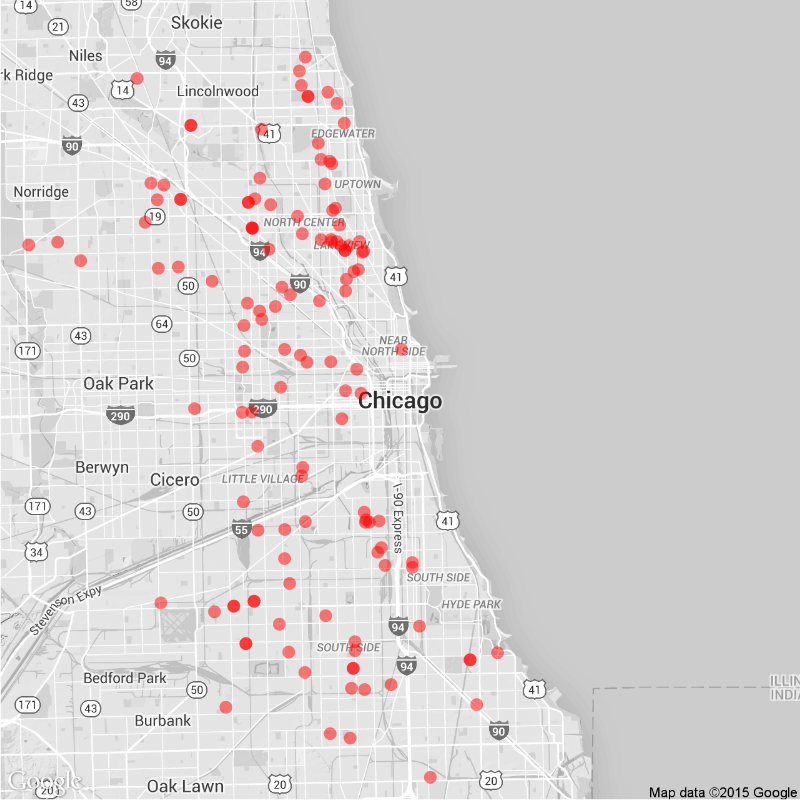 14
58
Skokie
21
Niles
94
rk Ridge
14
Lincolnwood
43
41
EDGEWATER
90
UPTOWN
Norridge
19
NORTH CENTER
LAKEVIEW
94
41
50
90
64
43
171
50
NEAR
NORTH SIDE
Oak Park
290
290
Chicago
Berwyn
Cicero
LITTLE VILLAGE
171
43
50
I-90 Express
41
55
34
SOUTH SIDE
Stevenson Expy
HYDE PARK
94
SOUTH SIDE
94
Bedford Park
50
41
ILLIN
INDIA
171
43
Burbank
90
Google
20
Oak Lawn
20
20
Map data ©2015 Google